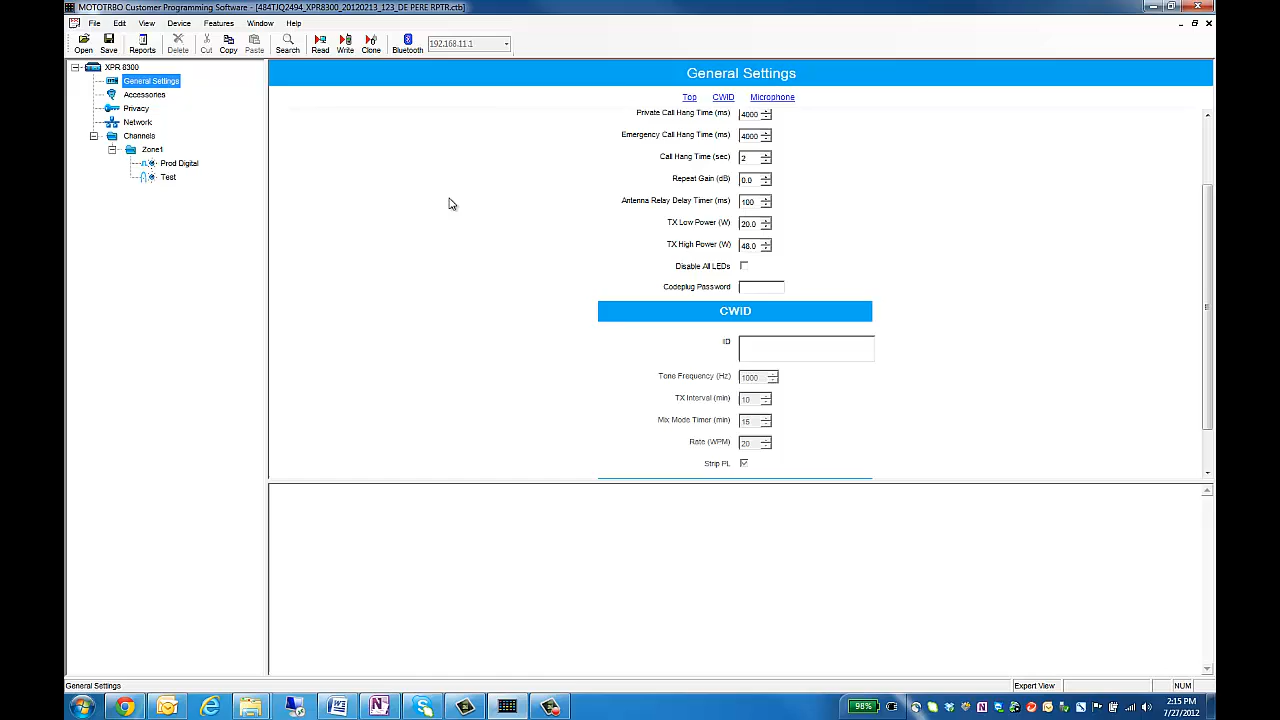 MOTOTRBO Customer Programming Software - [484TJQ2494_XPR8300_20120213_123_DE PERE RPTR.ctb]
File Edit View Device Features Window Help
Open Save Reports Delete Cut Copy Paste Search Read Write Clone Bluetooth 192.168.11.1
XPR 8300
General Settings
Accessories
Privacy
Network
Channels
Zone1
Prod Digital
Test
General Settings
Top CWID Microphone
Private Call Hang Time (ms) 4000
Emergency Call Hang Time (ms) 4000
Call Hang Time (sec) 2
Repeat Gain (dB) 0.0
Antenna Relay Delay Timer (ms) 100
TX Low Power (W) 20.0
TX High Power (W) 48.0
Disable All LEDs
Codeplug Password
CWID
ID
Tone Frequency (Hz) 1000
TX Interval (min) 10
Mix Mode Timer (min) 15
Rate (WPM) 20
Strip PL
General Settings Expert View NUM
98% 2:15 PM
7/27/2012